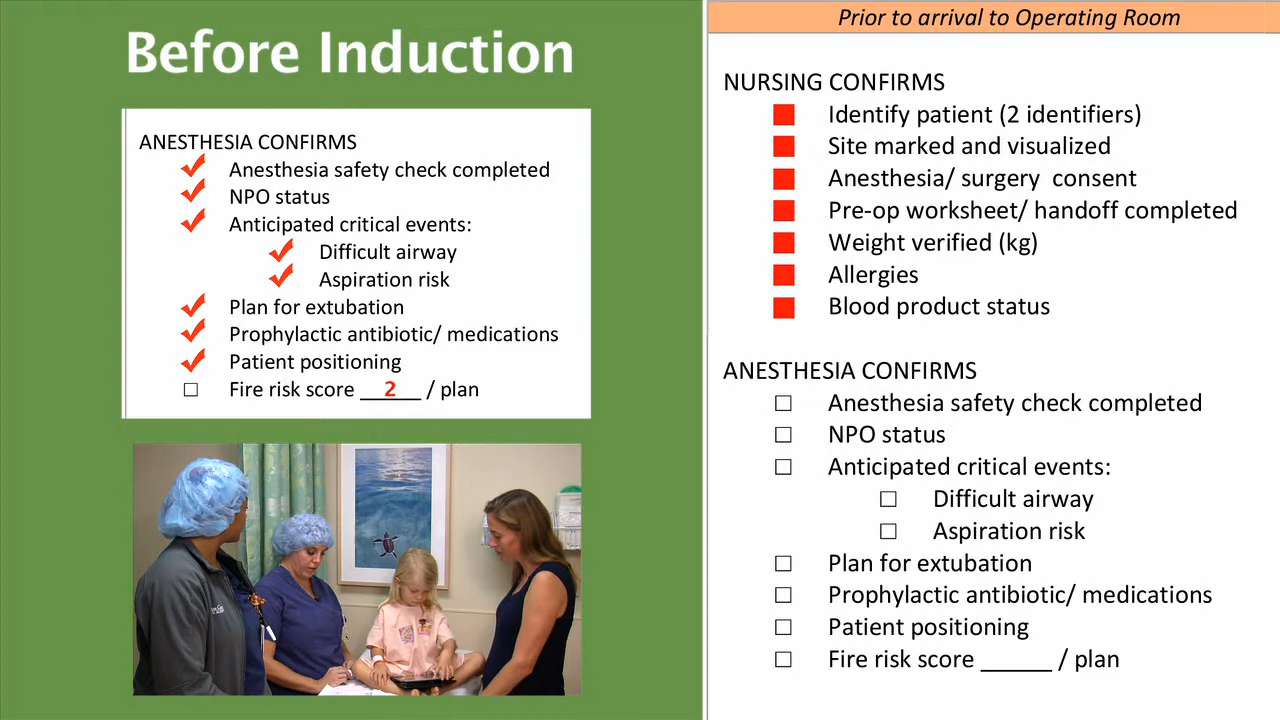 Before Induction
ANESTHESIA CONFIRMS
Anesthesia safety check completed
NPO status
Anticipated critical events:
Difficult airway
Aspiration risk
Plan for extubation
Prophylactic antibiotic/ medications
Patient positioning
Fire risk score 2 / plan
Prior to arrival to Operating Room
NURSING CONFIRMS
Identify patient (2 identifiers)
Site marked and visualized
Anesthesia/ surgery consent
Pre-op worksheet/ handoff completed
Weight verified (kg)
Allergies
Blood product status
ANESTHESIA CONFIRMS
Anesthesia safety check completed
NPO status
Anticipated critical events:
Difficult airway
Aspiration risk
Plan for extubation
Prophylactic antibiotic/ medications
Patient positioning
Fire risk score ______ / plan